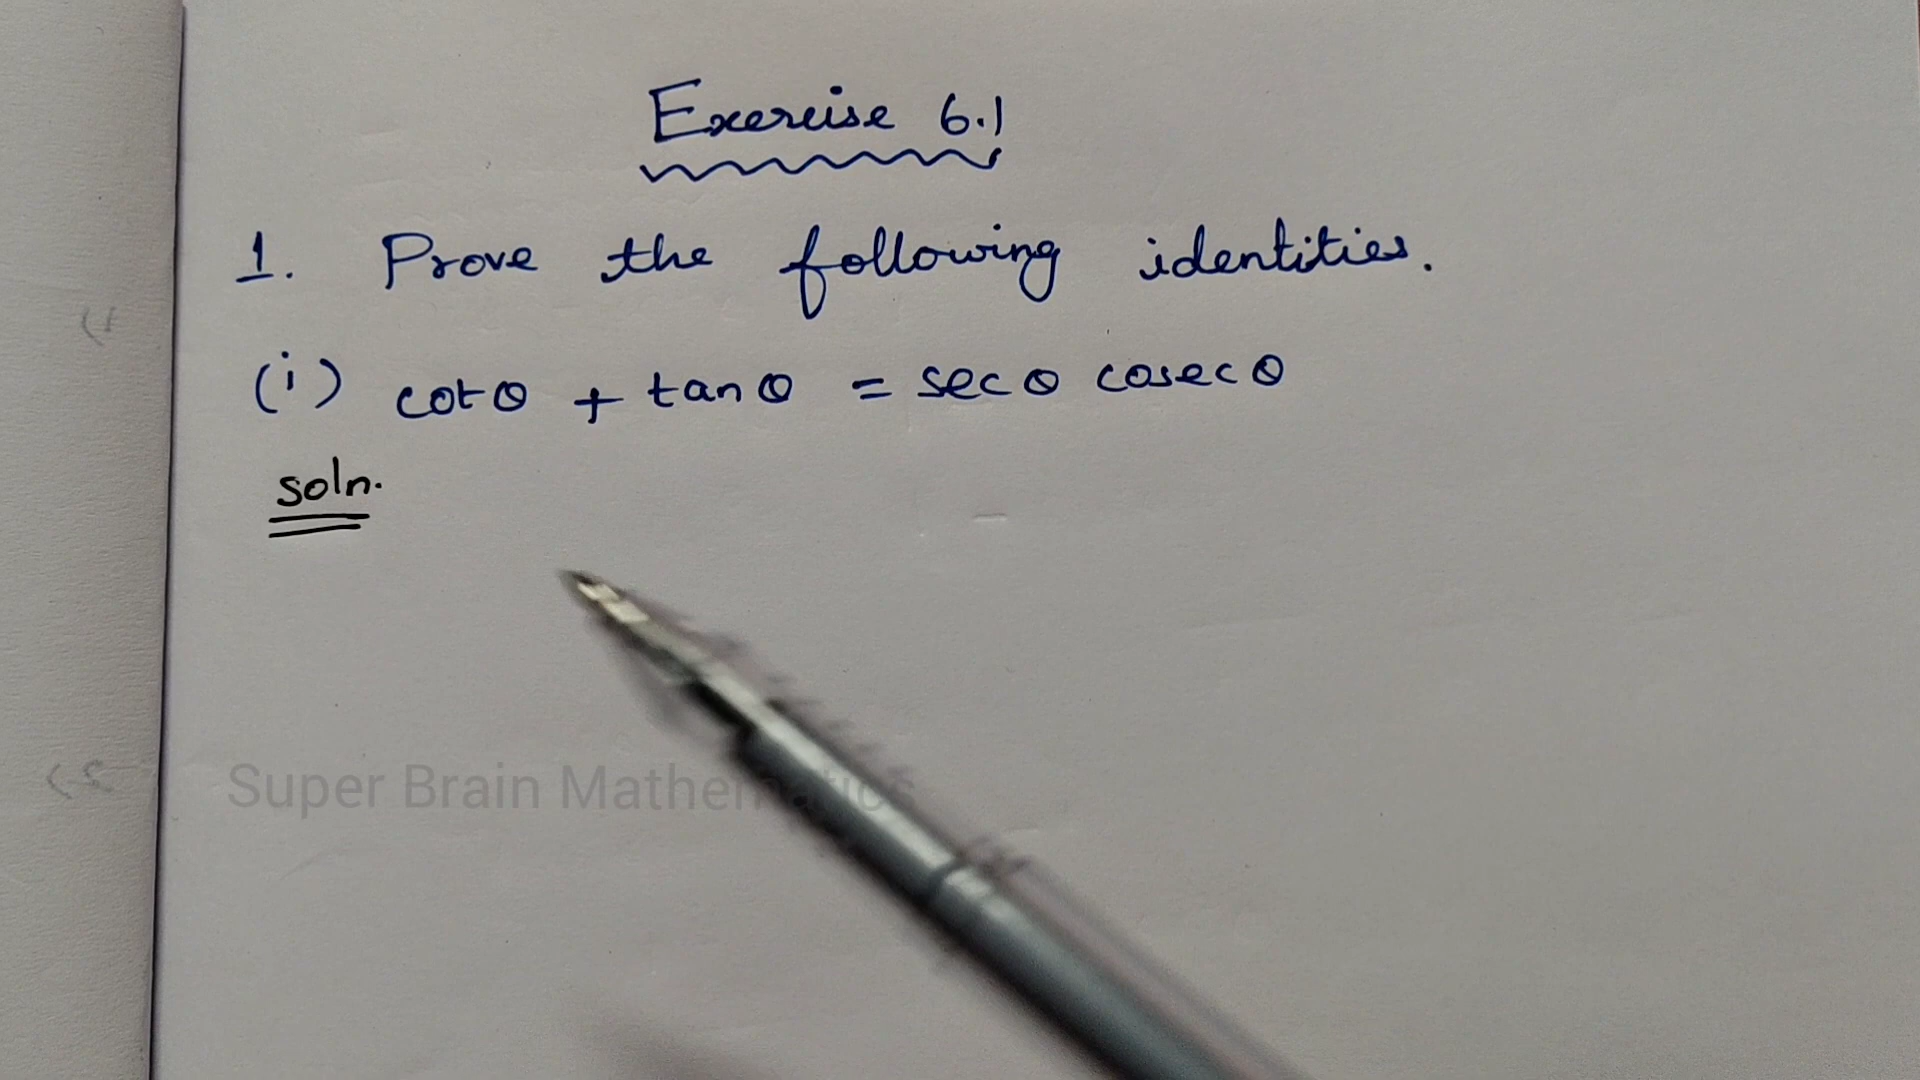 Exercise 6.1
1. Prove the following identities.
(i) cotθ + tanθ = secθ cosecθ
soln.
Super Brain Mathematics